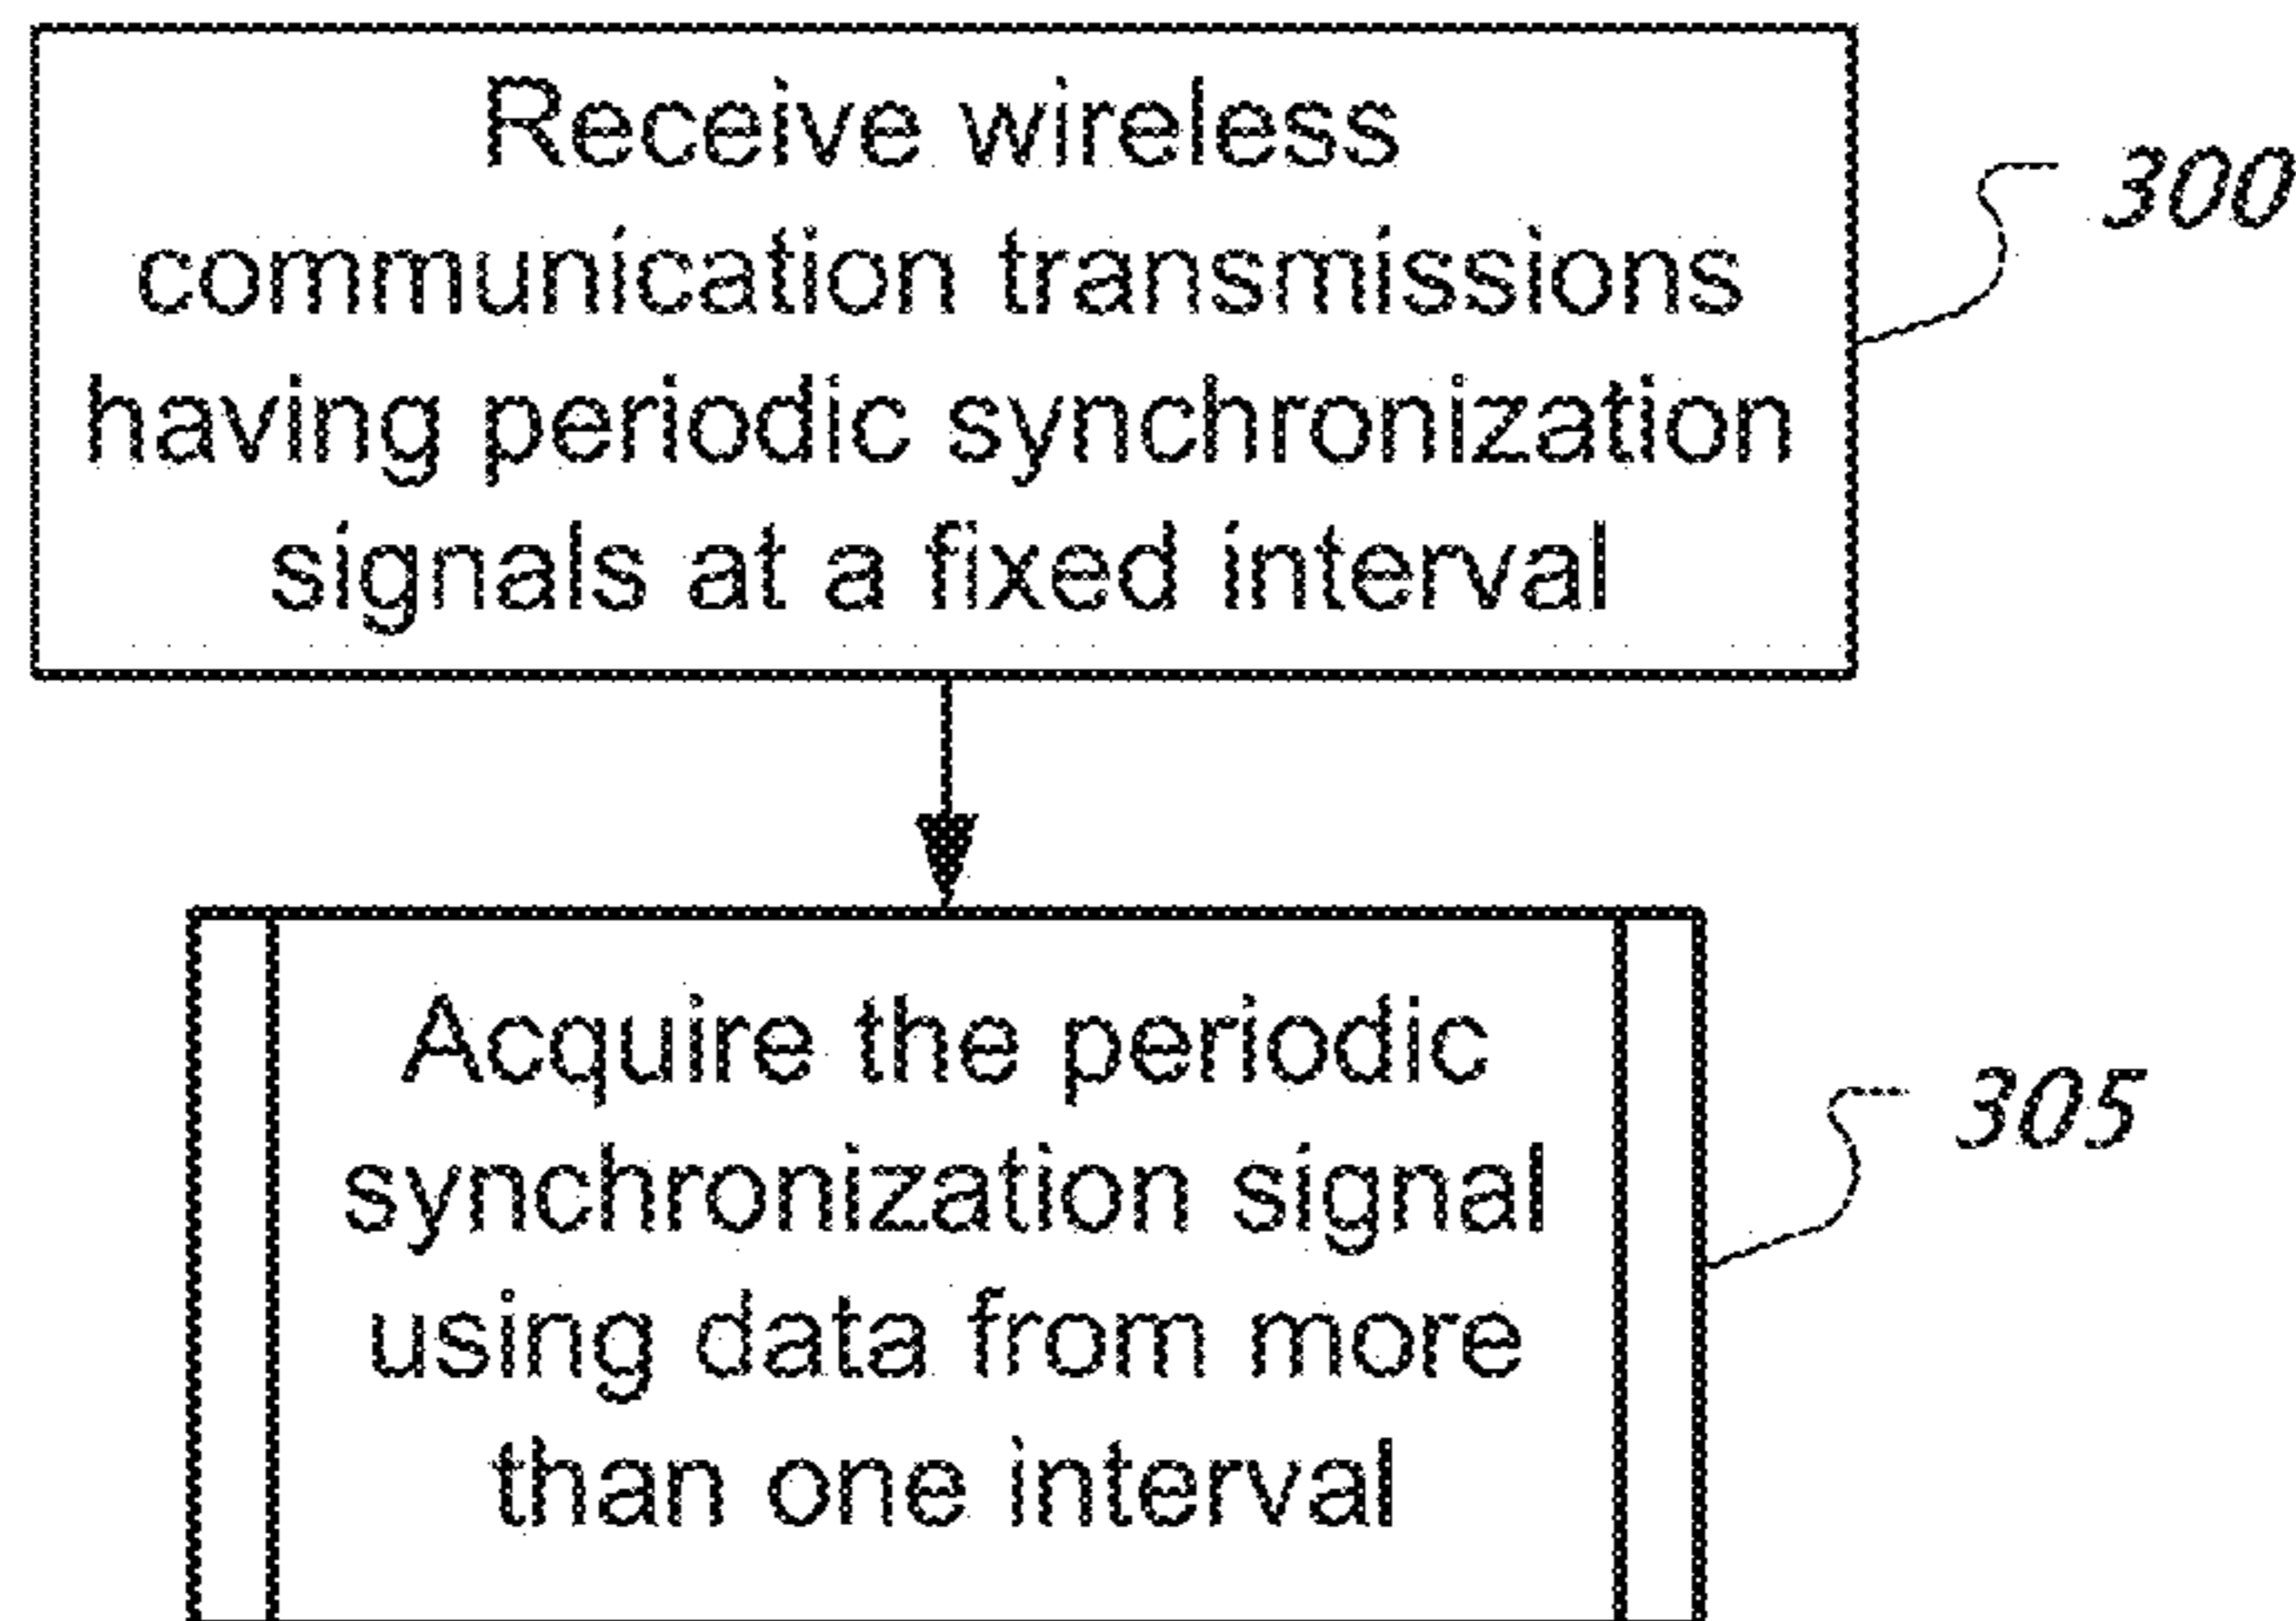 Receive wireless
communication transmissions
having periodic synchronization
signals at a fixed interval
300
Acquire the periodic
synchronization signal
using data from more
than one interval
305